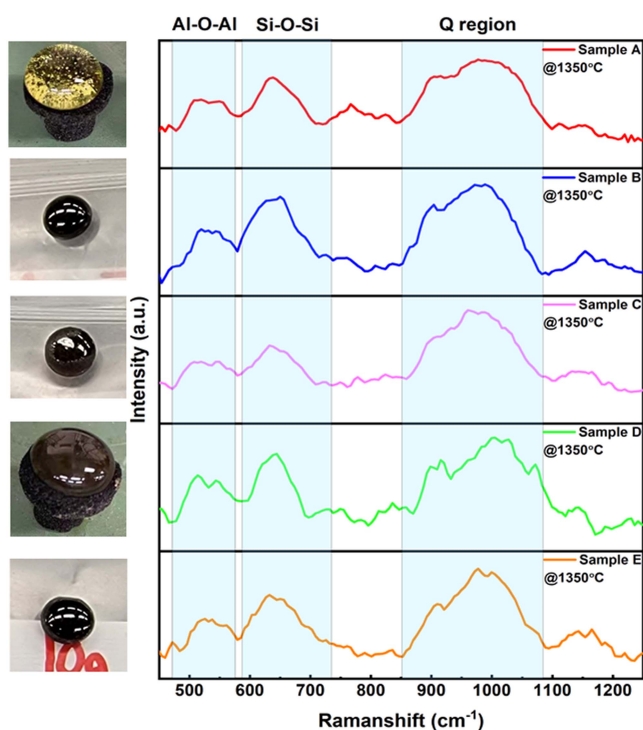 Al-O-Al Si-O-Si Q region
Sample A
@1350°C
Sample B
@1350°C
Sample C
@1350°C
Sample D
@1350°C
Sample E
@1350°C
Intensity (a.u.)
500 600 700 800 900 1000 1100 1200
Ramanshift (cm⁻¹)